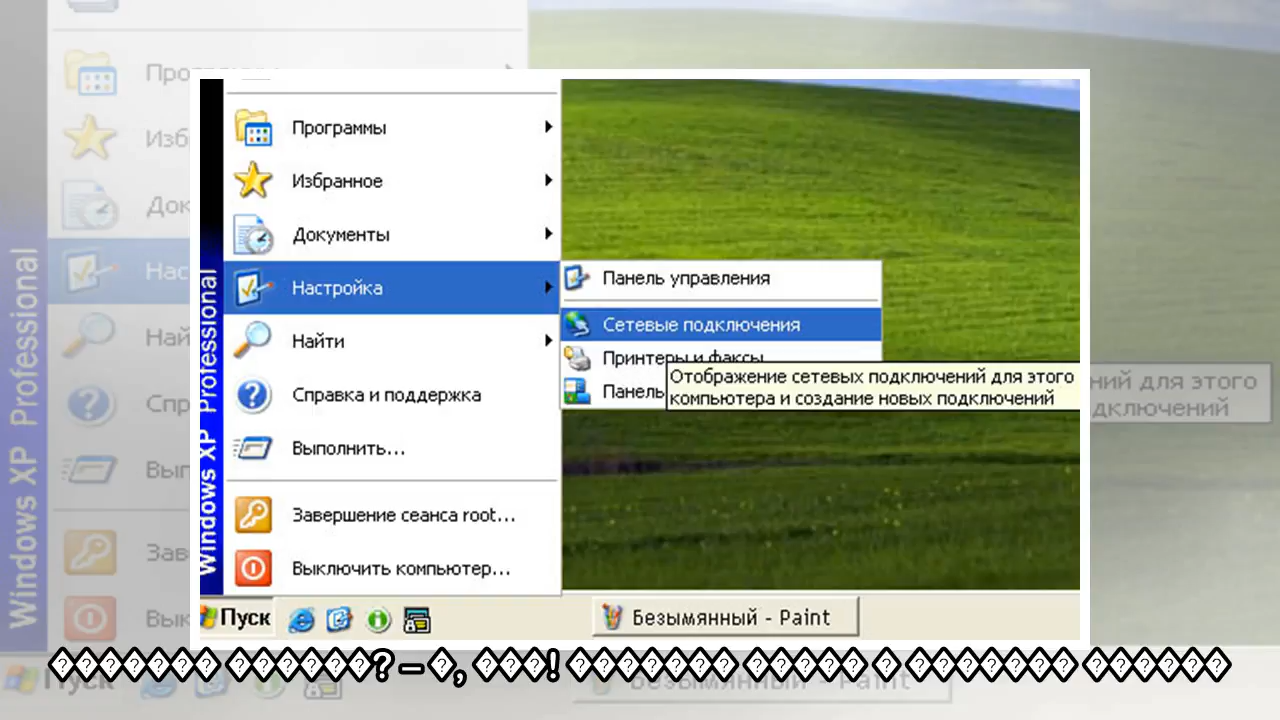 Программы
Избранное
Документы
Настройка
Найти
Справка и поддержка
Выполнить...
Завершение сеанса root...
Выключить компьютер...
Windows XP Professional
Панель управления
Сетевые подключения
Принтеры и факсы
Панель
Отображение сетевых подключений для этого
компьютера и создание новых подключений
Пуск
Безымянный - Paint